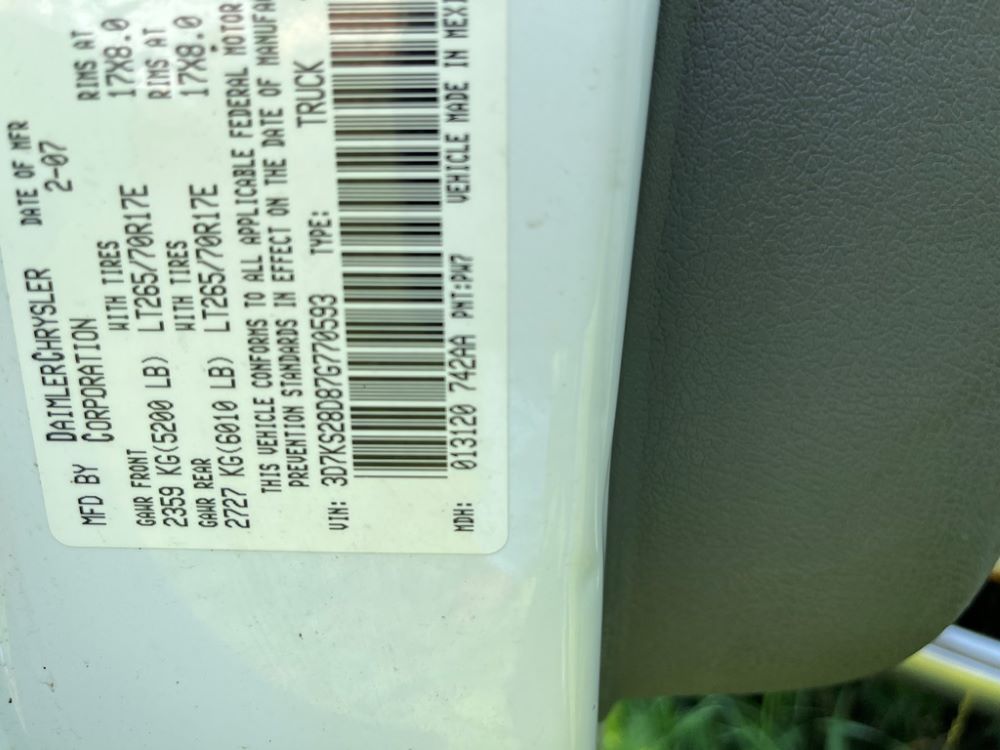 MFD BY DAIMLERCHRYSLER CORPORATION DATE OF MFR 2-07
GAWR FRONT WITH TIRES RIMS AT
2359 KG(5200 LB) LT265/70R17E 17X8.0
GAWR REAR WITH TIRES RIMS AT
2727 KG(6010 LB) LT265/70R17E 17X8.0
THIS VEHICLE CONFORMS TO ALL APPLICABLE FEDERAL MOTOR
PREVENTION STANDARDS IN EFFECT ON THE DATE OF MANUFA
VIN: 3D7KS28D87G770593 TYPE: TRUCK
MDH: 013120 742AA PNT:PW7 VEHICLE MADE IN MEXI